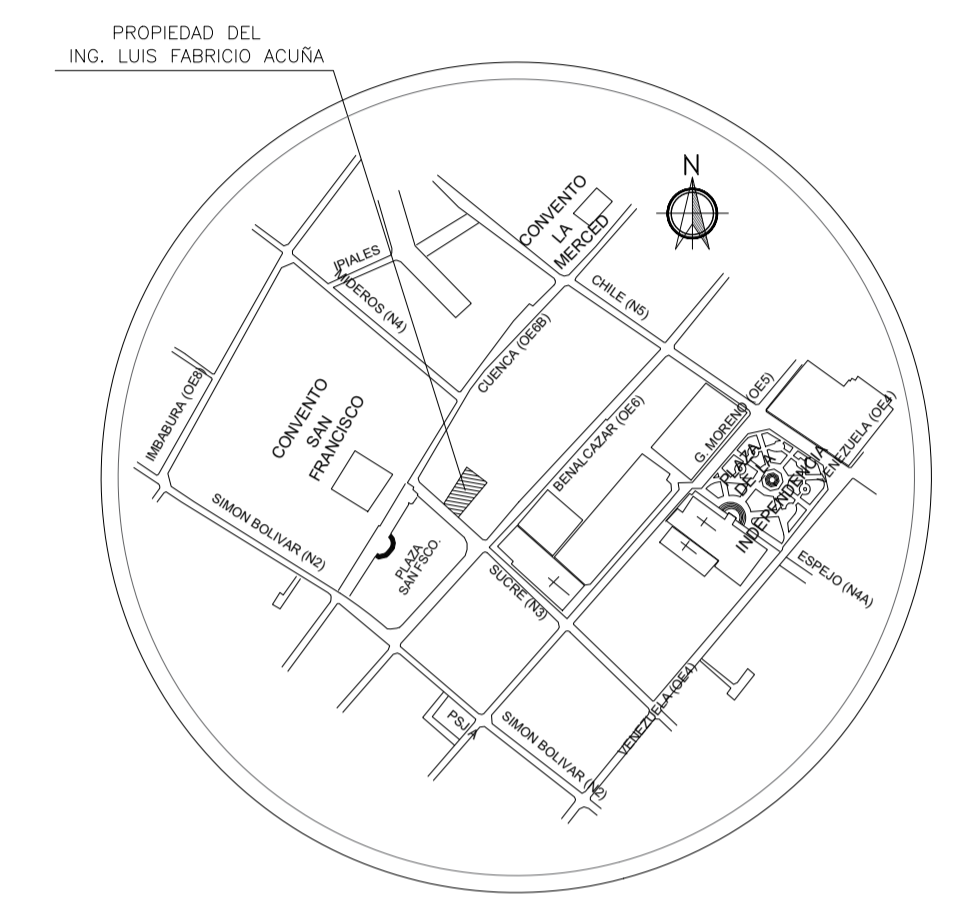 PROPIEDAD DEL
ING. LUIS FABRICIO ACUÑA
N
CONVENTO
LA
MERCED
IPIALES
MIDEROS (N4)
CHILE (N5)
CUENCA (OE6B)
IMBABURA (OE8)
CONVENTO
SAN
FRANCISCO
BENALCAZAR (OE6)
G. MORENO (OE5)
VENEZUELA (OE4)
PLAZA
DE LA
INDEPENDENCIA
SIMON BOLIVAR (N2)
PLAZA
SAN FSCO.
SUCRE (N3)
ESPEJO (N4A)
VENEZUELA (OE4)
PSJ A
SIMON BOLIVAR (N2)